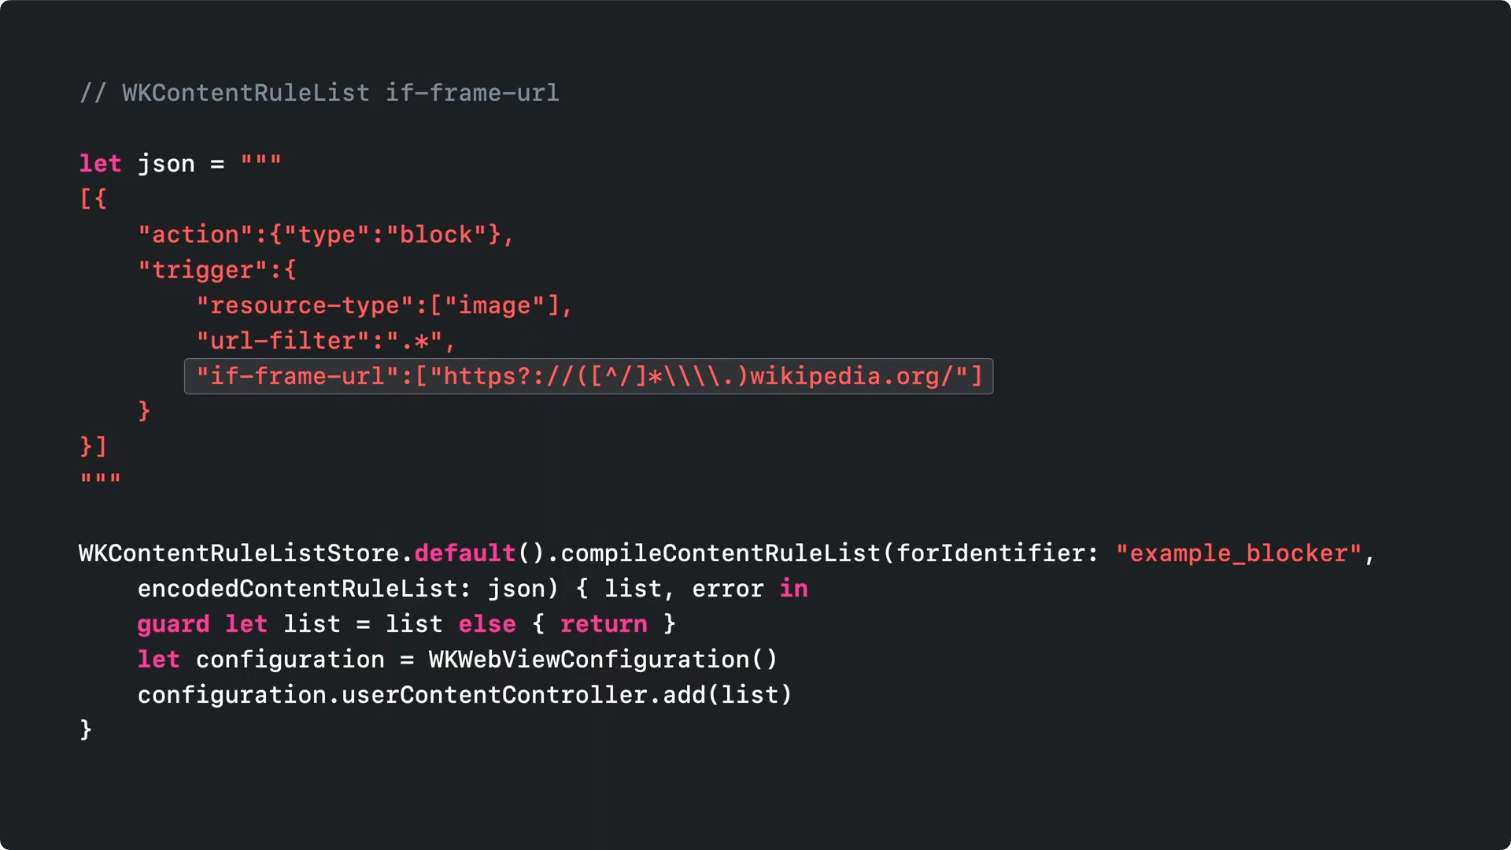 // WKContentRuleList if-frame-url
let json = """
[{
    "action":{"type":"block"},
    "trigger":{
        "resource-type":["image"],
        "url-filter":".*",
        "if-frame-url":["https?://([^/]*\\\\.)wikipedia.org/"]
    }
}]
"""
WKContentRuleListStore.default().compileContentRuleList(forIdentifier: "example_blocker",
    encodedContentRuleList: json) { list, error in
    guard let list = list else { return }
    let configuration = WKWebViewConfiguration()
    configuration.userContentController.add(list)
}